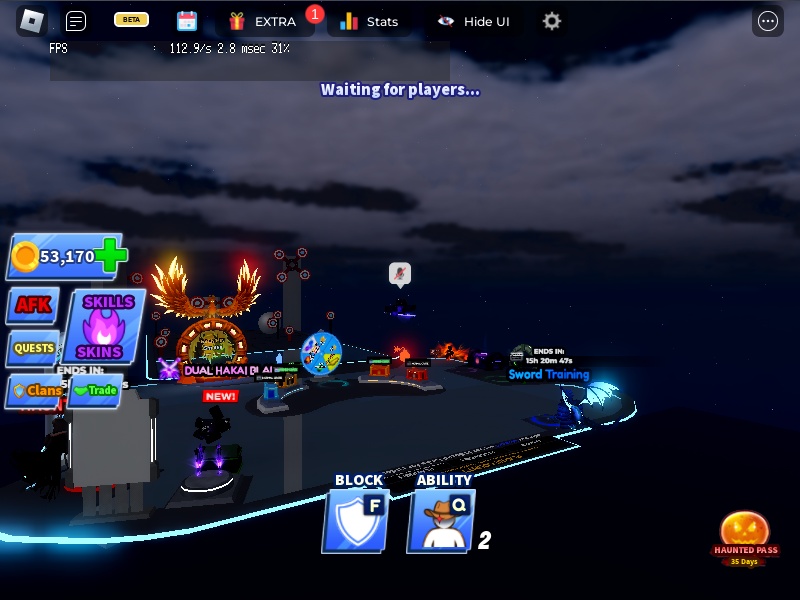 BETA
EXTRA
1
Stats
Hide UI
FPS : 112.9/s 2.8 msec 31%
Waiting for players...
53,170
AFK
SKILLS
SKINS
QUESTS
ENDS IN:
Clans
Trade
DUAL HAKAI
NEW!
ENDS IN:
15h 20m 47s
Sword Training
BLOCK
F
ABILITY
Q
2
HAUNTED PASS
35 Days